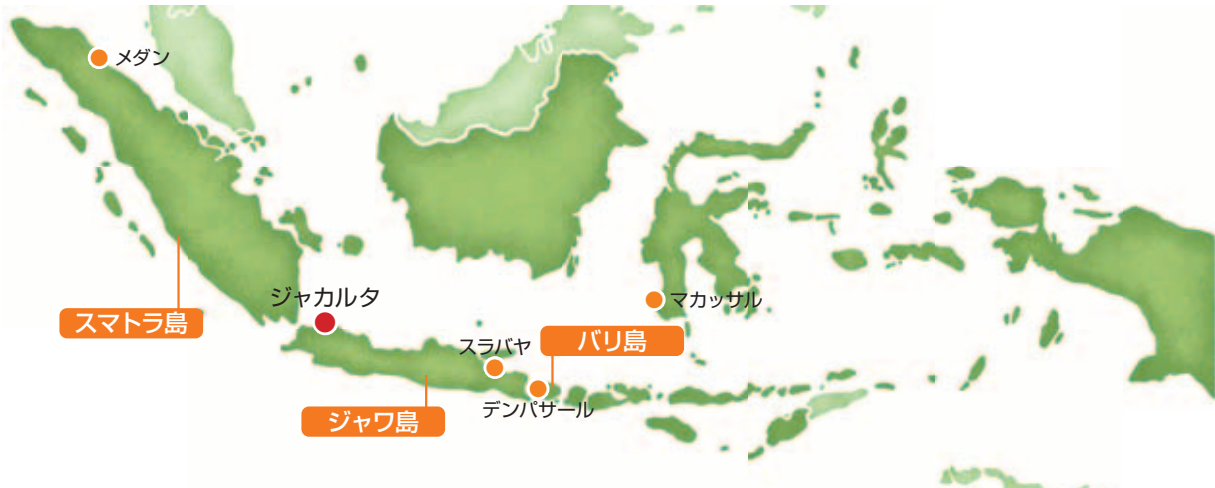 メダン
スマトラ島
ジャカルタ
マカッサル
スラバヤ
バリ島
デンパサール
ジャワ島